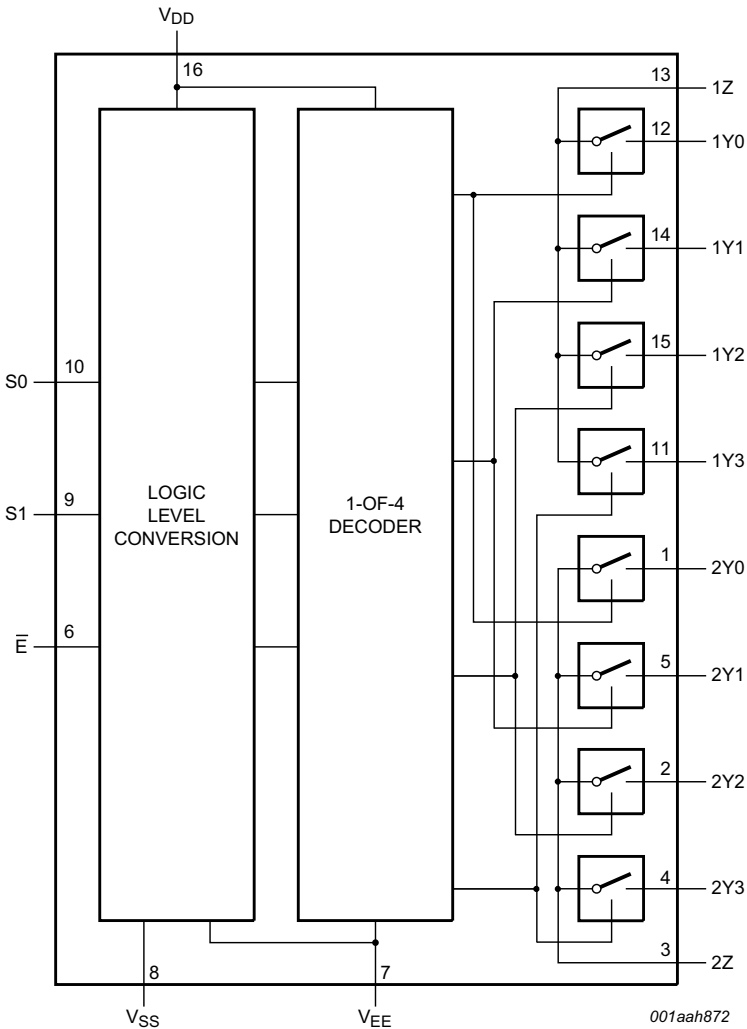 VDD
16
13
1Z
12
1Y0
14
1Y1
15
1Y2
10
S0
11
1Y3
9
S1
LOGIC
LEVEL
CONVERSION
1-OF-4
DECODER
1
2Y0
6
E̅
5
2Y1
2
2Y2
4
2Y3
3
2Z
8
7
VSS
VEE
001aah872